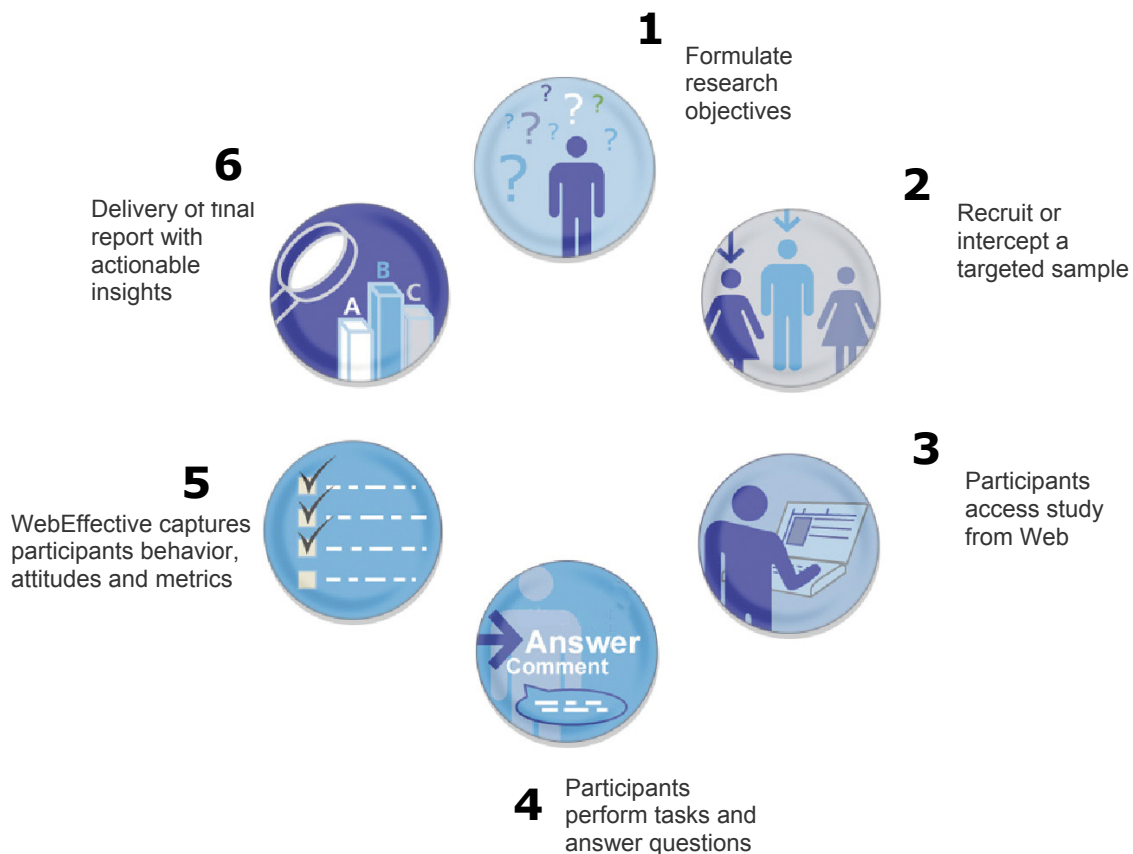 1
Formulate
research
objectives
2
Recruit or
intercept a
targeted sample
3
Participants
access study
from Web
4
Participants
perform tasks and
answer questions
5
WebEffective captures
participants behavior,
attitudes and metrics
6
Delivery of final
report with
actionable
insights
? ? ? ? ? ? ? ?
A
B
C
Answer
Comment